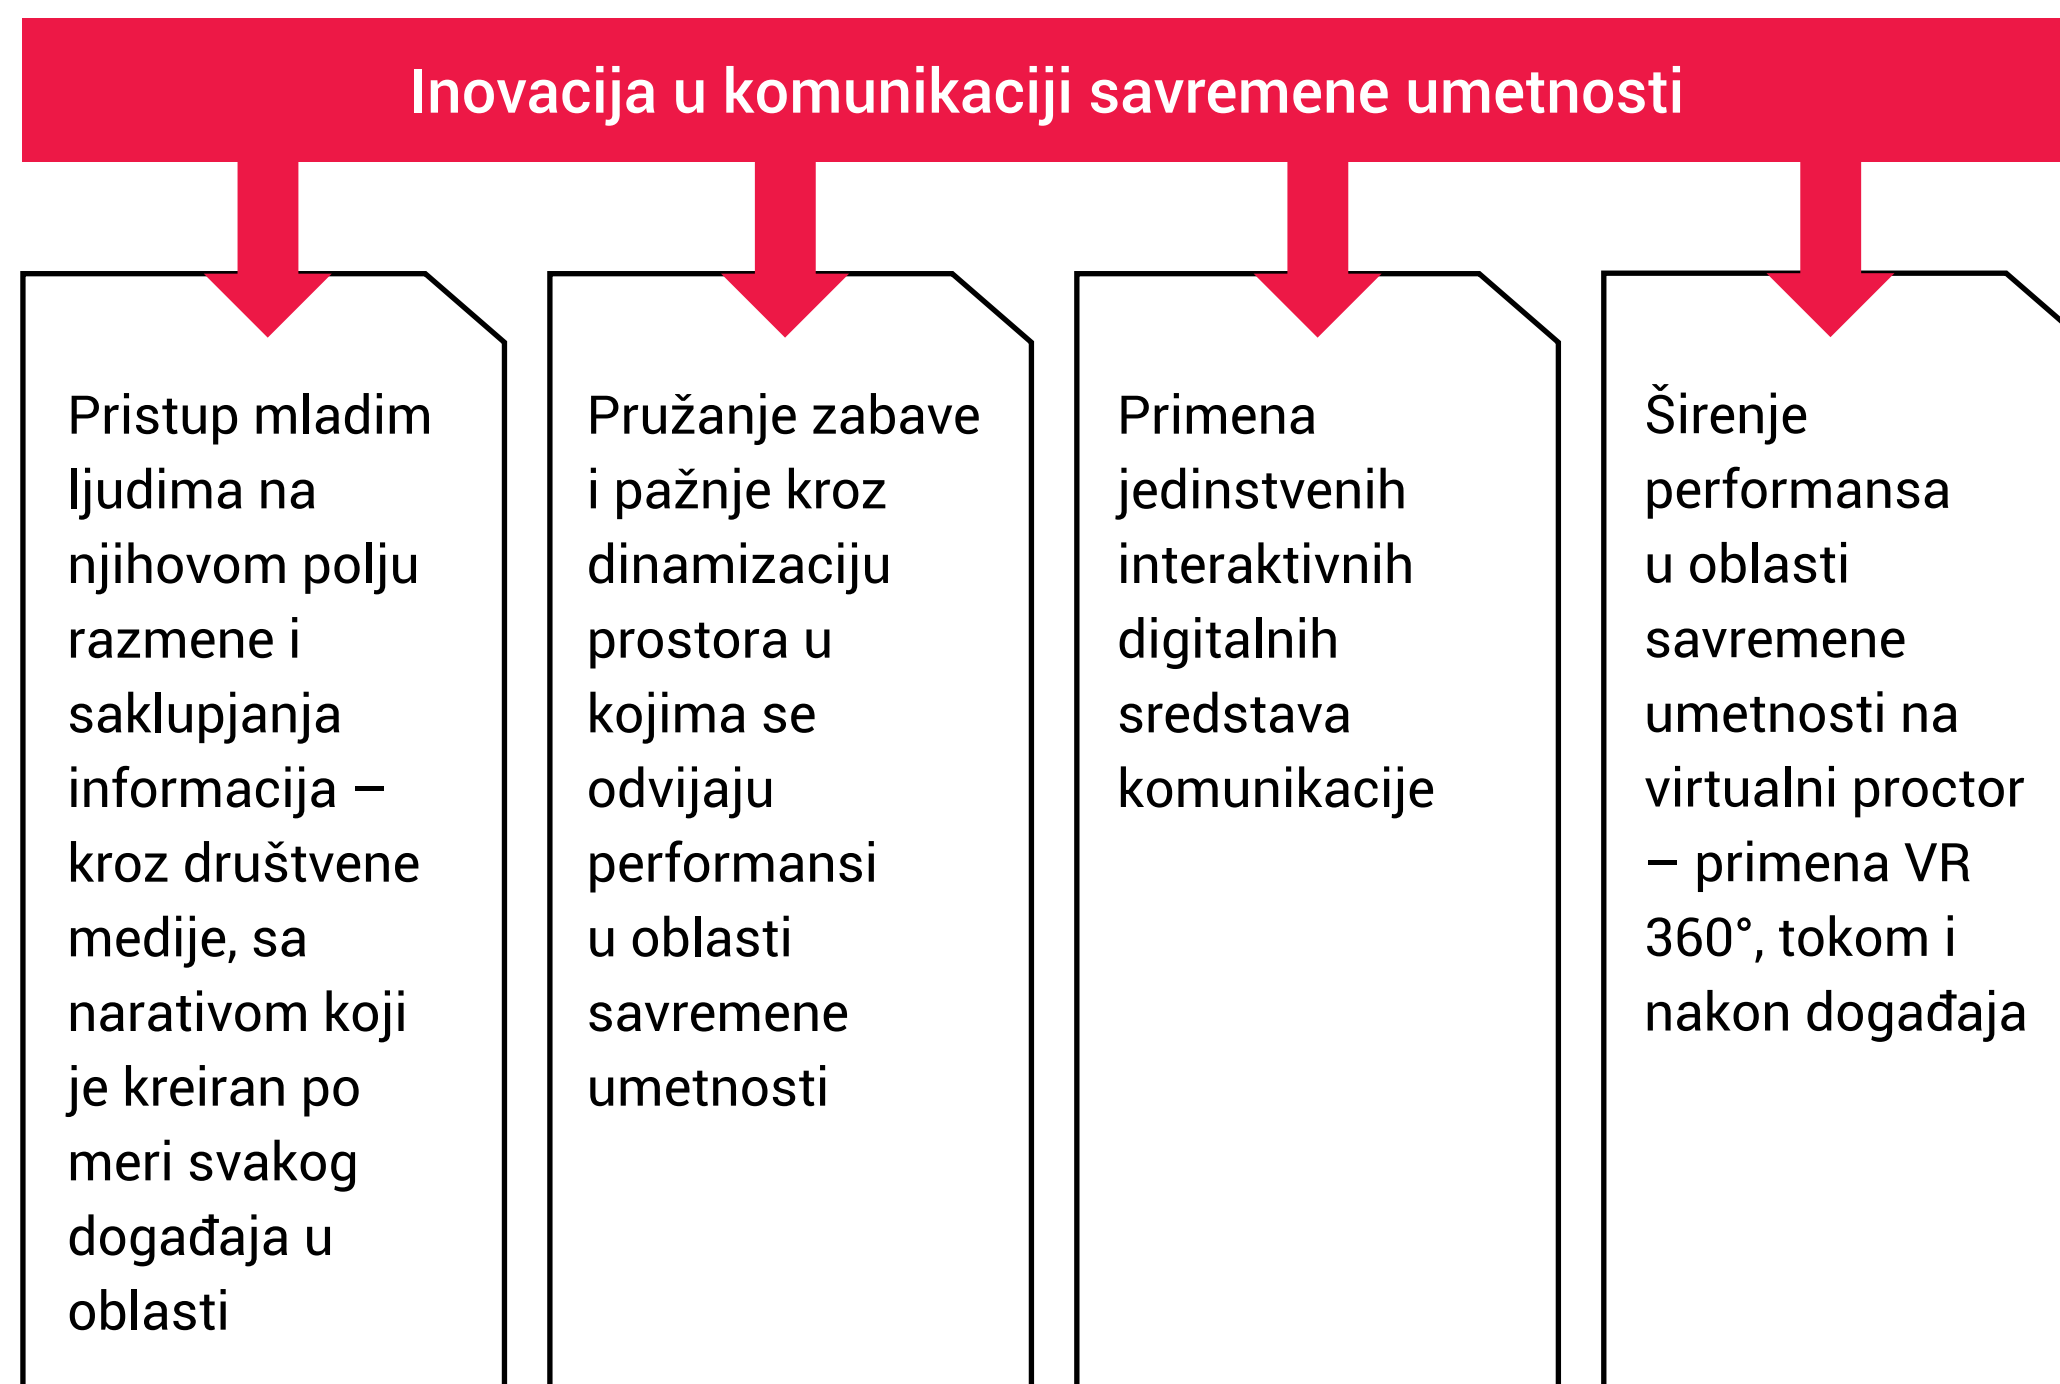 Inovacija u komunikaciji savremene umetnosti
Pristup mladim
ljudima na
njihovom polju
razmene i
saklupjanja
informacija –
kroz društvene
medije, sa
narativom koji
je kreiran po
meri svakog
događaja u
oblasti
Pružanje zabave
i pažnje kroz
dinamizaciju
prostora u
kojima se
odvijaju
performansi
u oblasti
savremene
umetnosti
Primena
jedinstvenih
interaktivnih
digitalnih
sredstava
komunikacije
Širenje
performansa
u oblasti
savremene
umetnosti na
virtualni proctor
– primena VR
360°, tokom i
nakon događaja